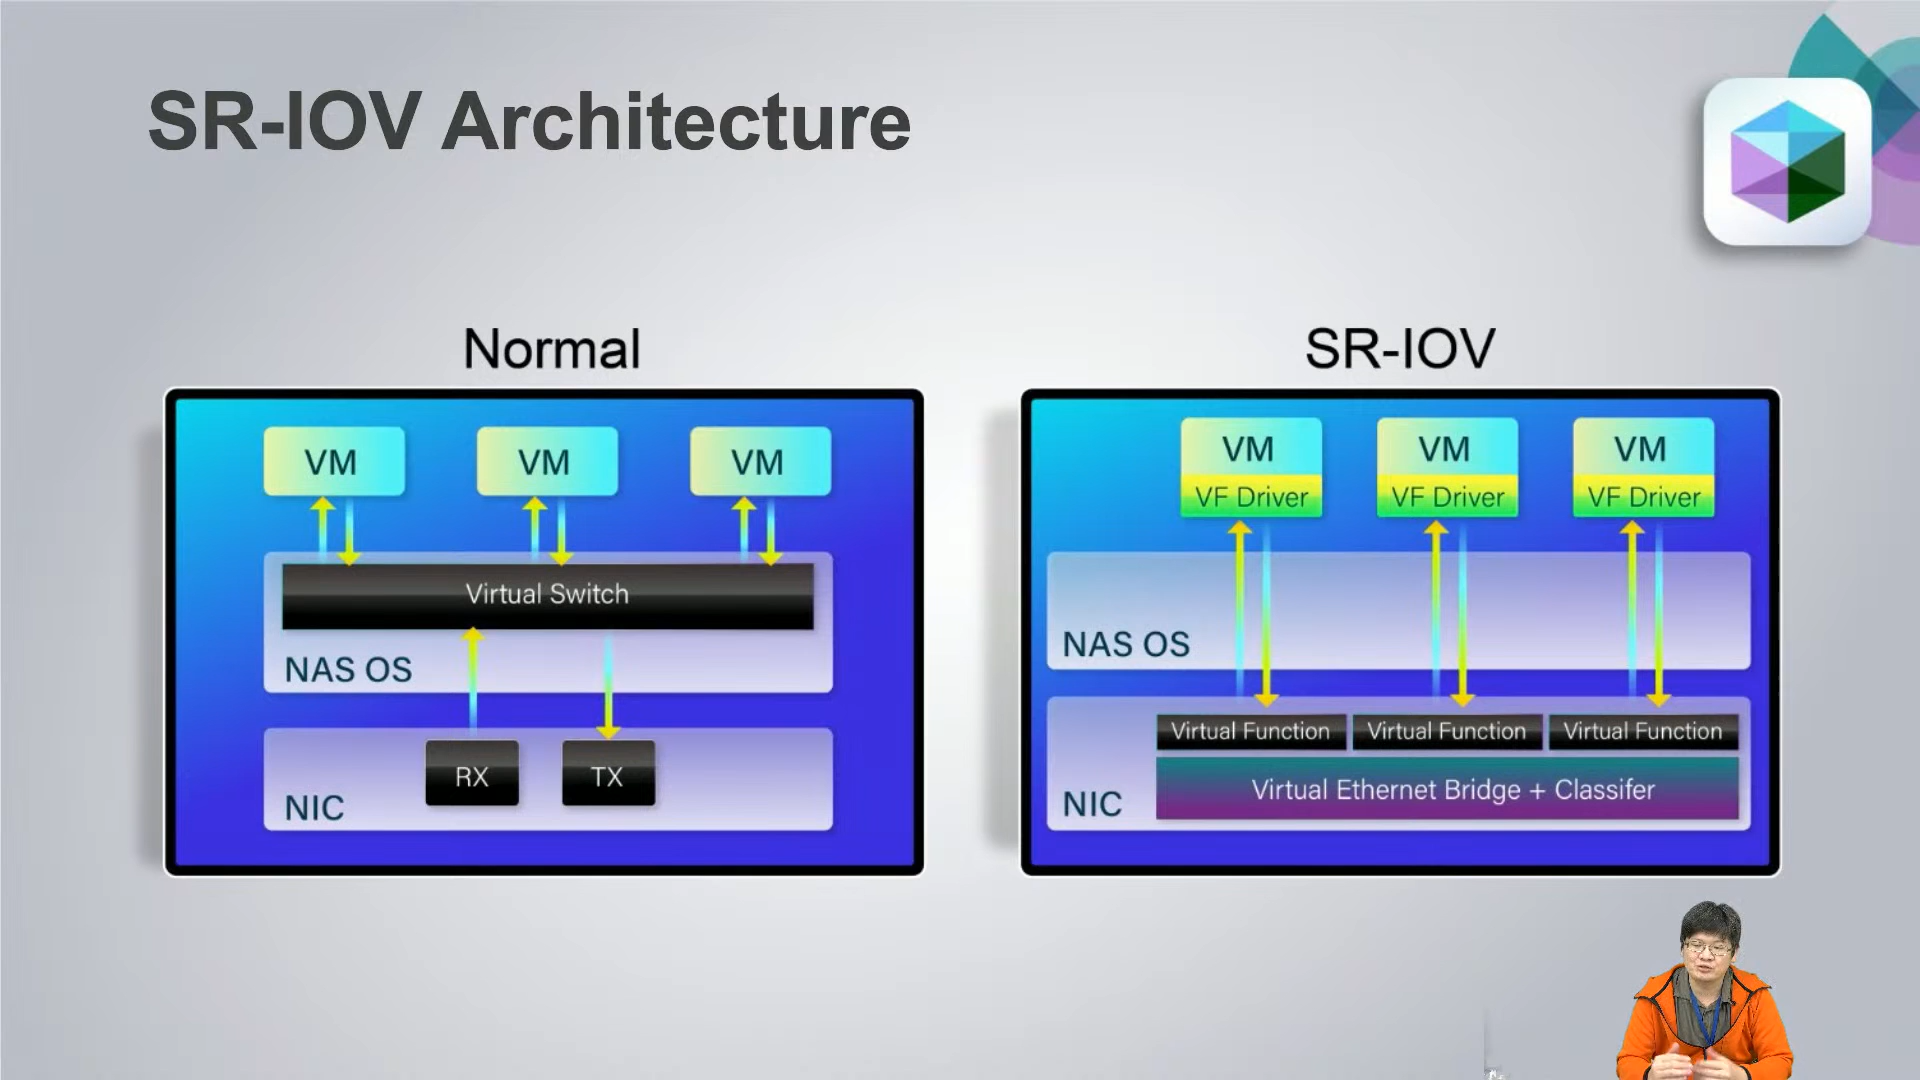 SR-IOV Architecture
Normal
VM VM VM
Virtual Switch
NAS OS
RX TX
NIC
SR-IOV
VM VM VM
VF Driver VF Driver VF Driver
NAS OS
Virtual Function Virtual Function Virtual Function
Virtual Ethernet Bridge + Classifer
NIC